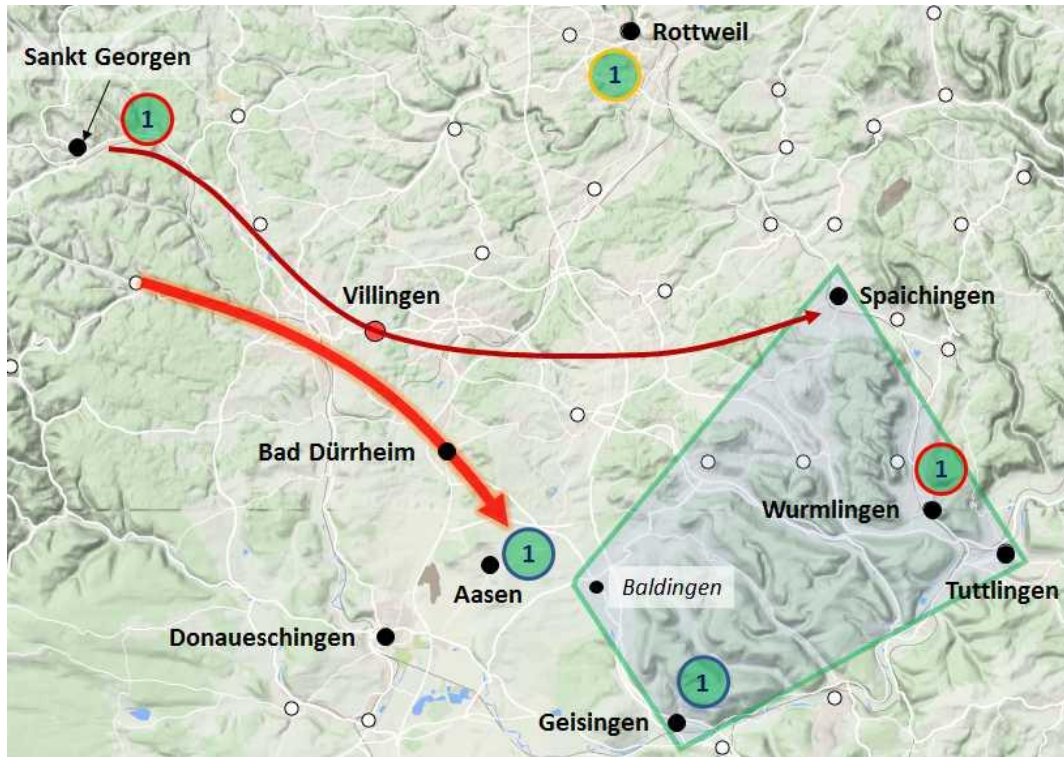 Rottweil
Sankt Georgen
1
1
Villingen
Spaichingen
Bad Dürrheim
1
Wurmlingen
1
Aasen
Baldingen
Tuttlingen
Donaueschingen
1
Geisingen